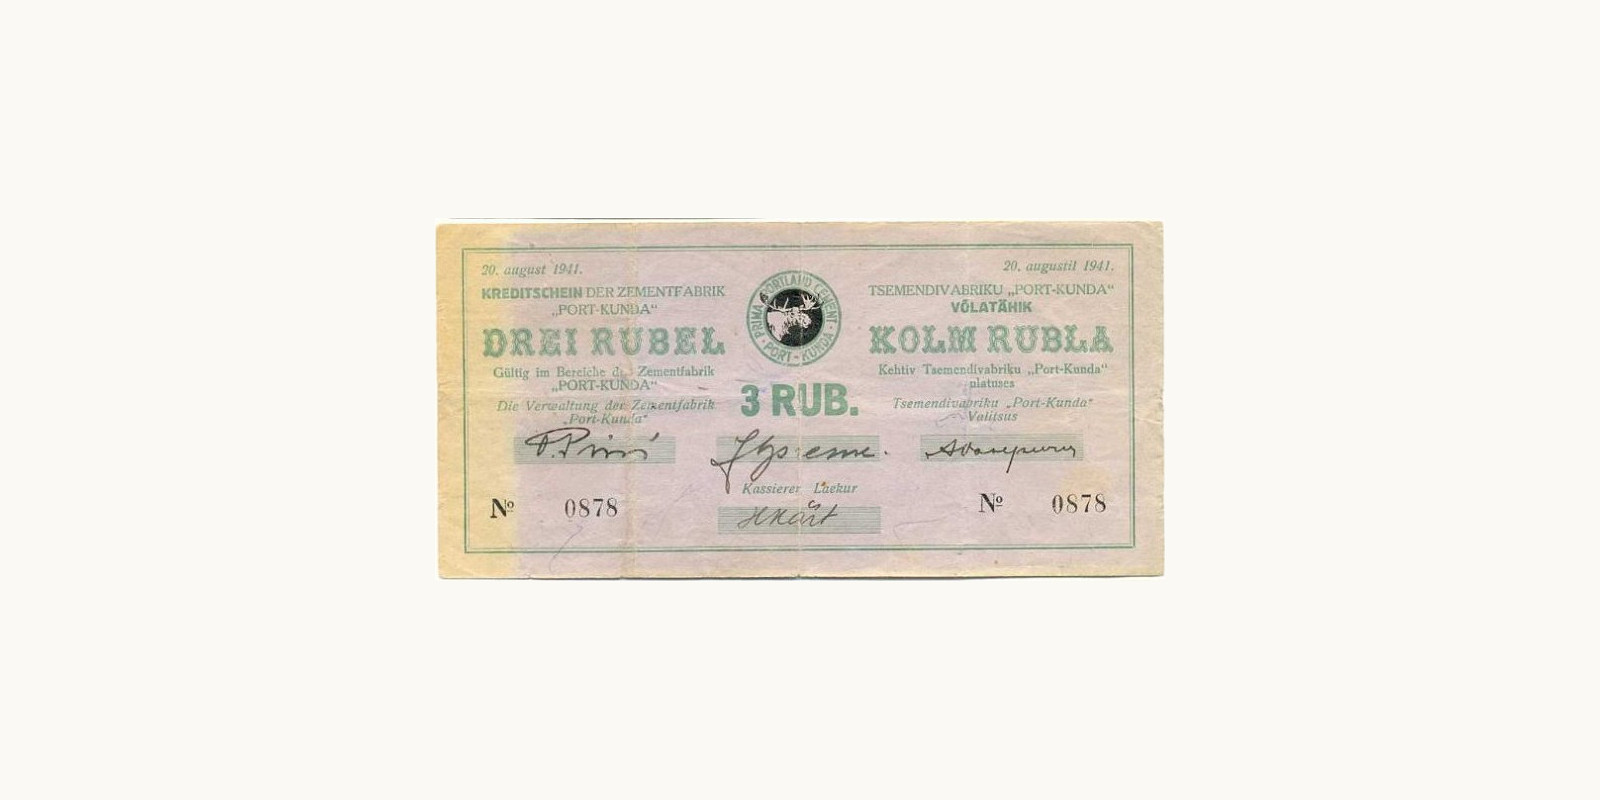 20. august 1941.
KREDITSCHEIN DER ZEMENTFABRIK
„PORT-KUNDA“
DREI RUBEL
Gültig im Bereiche der Zementfabrik
„PORT-KUNDA“
Die Verwaltung der Zementfabrik
„Port-Kunda“
PRIMA PORTLAND CEMENT
PORT-KUNDA
3 RUB.
20. augustil 1941.
TSEMENDIVABRIKU „PORT-KUNDA“
VÕLATÄHIK
KOLM RUBLA
Kehtiv Tsemendivabriku „Port-Kunda“
platuses
Tsemendivabriku „Port-Kunda“
Valitsus
Kassierer Laekur
№ 0878
№ 0878